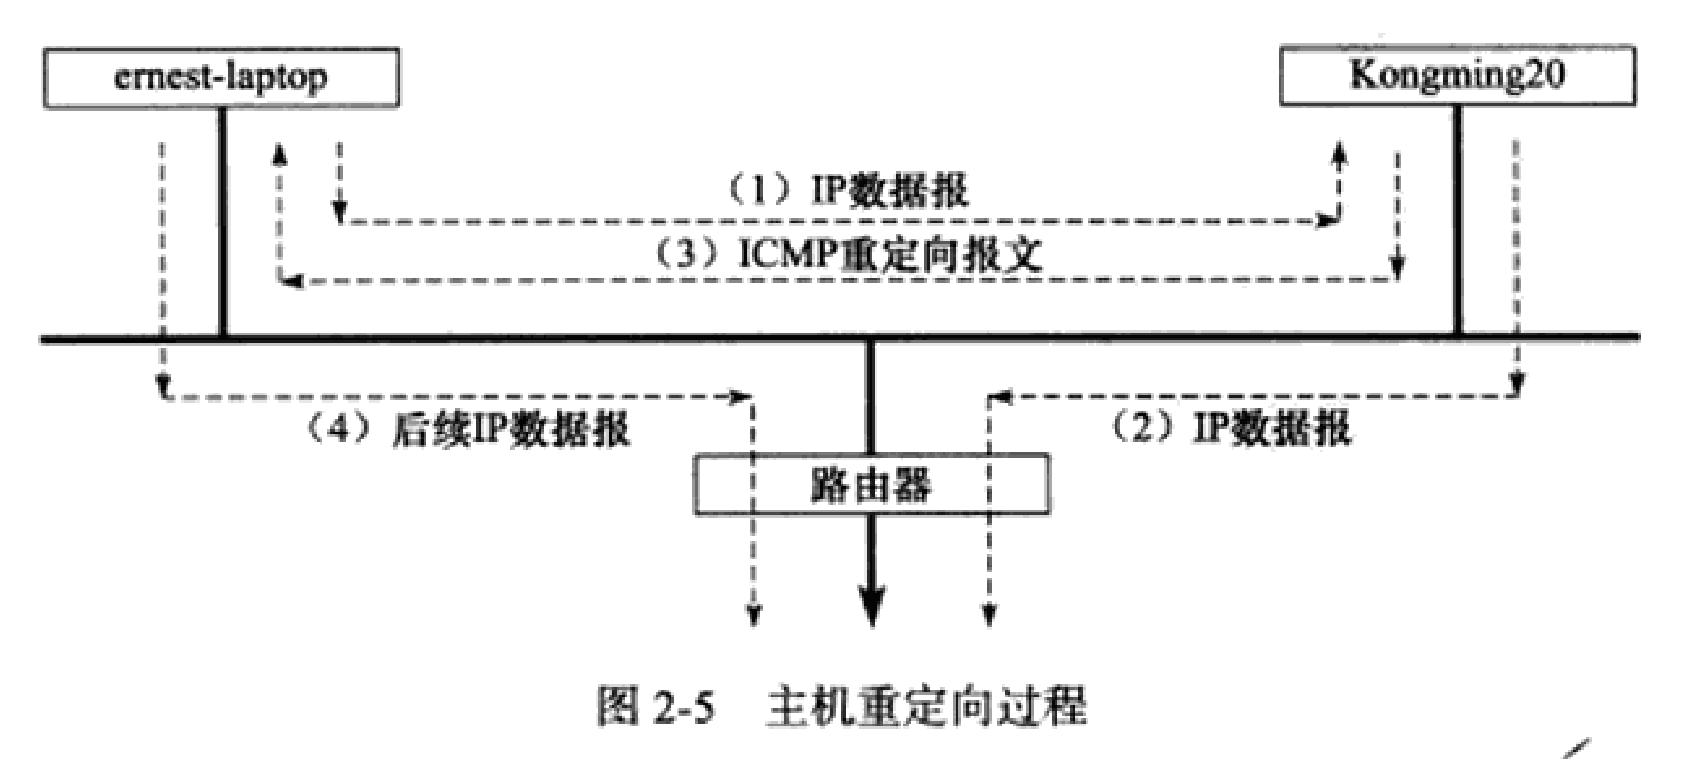 ernest-laptop
Kongming20
（1）IP数据报
（3）ICMP重定向报文
（4）后续IP数据报
（2）IP数据报
路由器
图 2-5 主机重定向过程